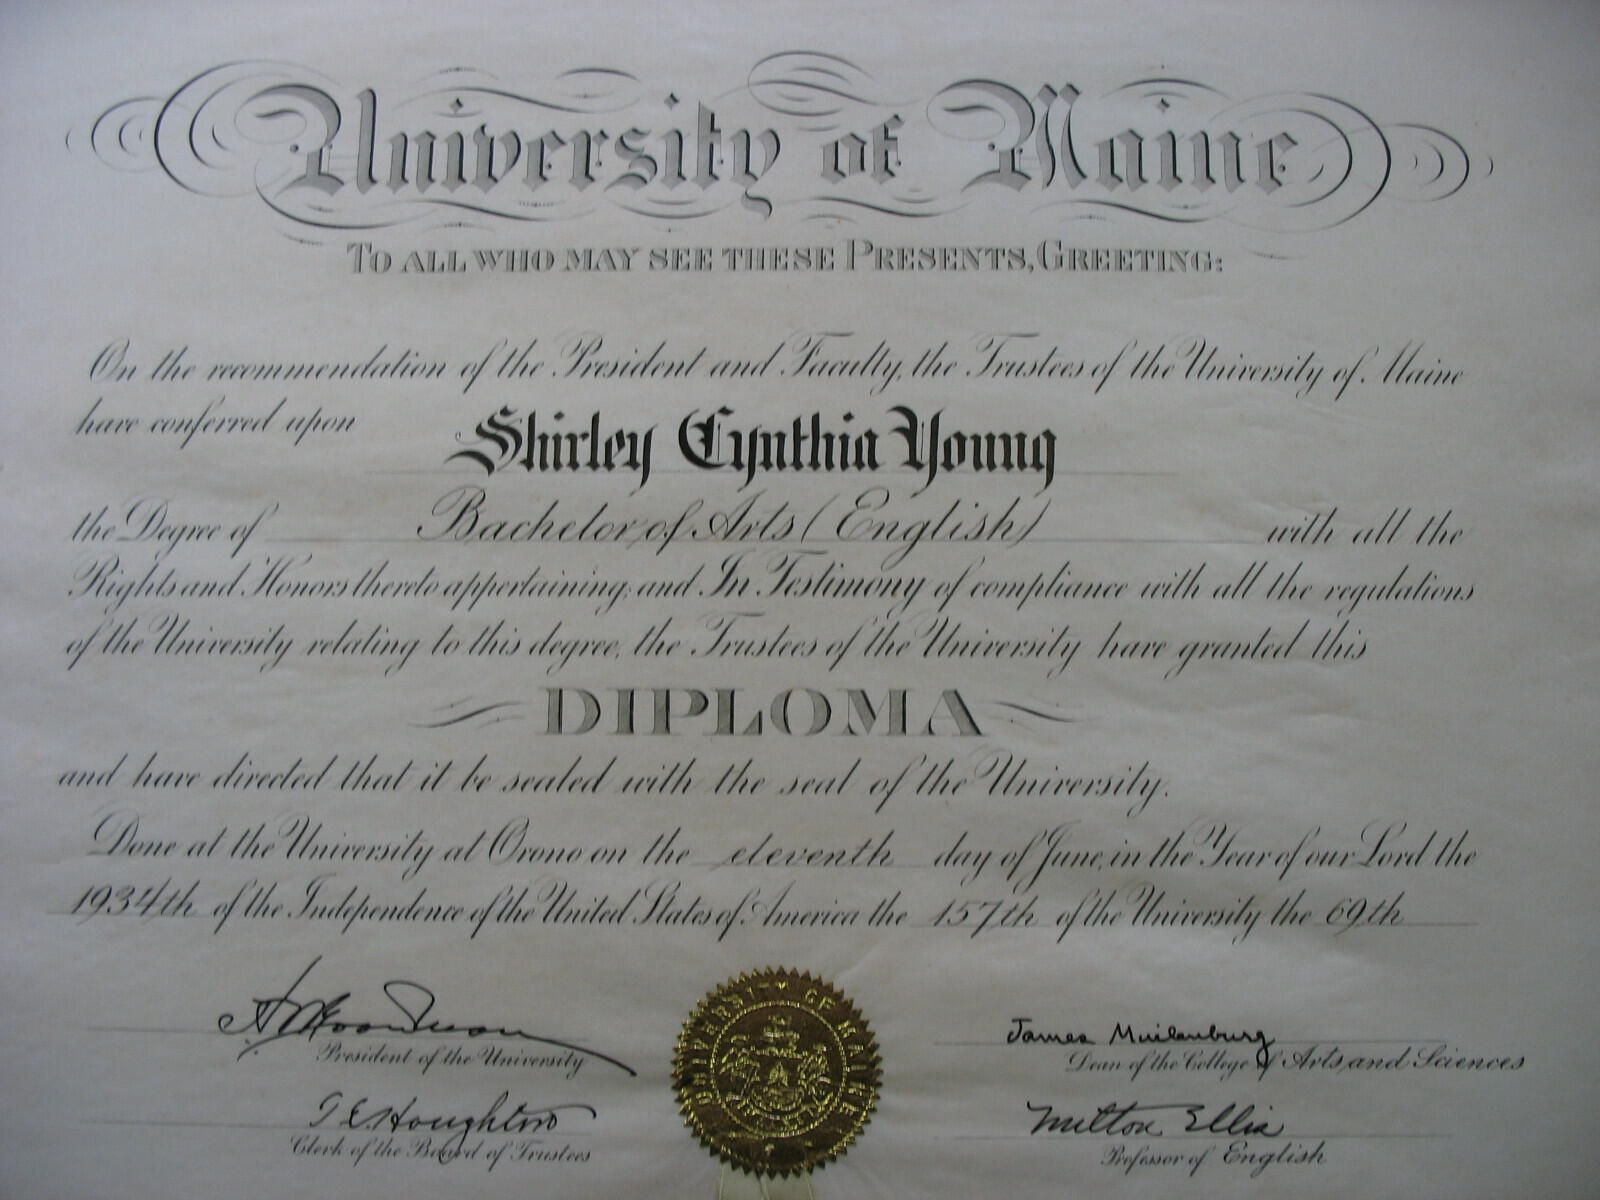 University of Maine
TO ALL WHO MAY SEE THESE PRESENTS, GREETING:
On the recommendation of the President and Faculty, the Trustees of the University of Maine
have conferred upon Shirley Cynthia Young
the Degree of Bachelor of Arts (English) with all the
Rights and Honors thereto appertaining; and In Testimony of compliance with all the regulations
of the University relating to this degree, the Trustees of the University have granted this
DIPLOMA
and have directed that it be sealed with the seal of the University.
Done at the University at Orono on the eleventh day of June, in the Year of our Lord the
1934th of the Independence of the United States of America the 157th of the University the 69th
James Muilenburg
President of the University
Dean of the College of Arts and Sciences
UNIVERSITY OF MAINE
Houghton
Milton Ellis
Clerk of the Board of Trustees
Professor of English